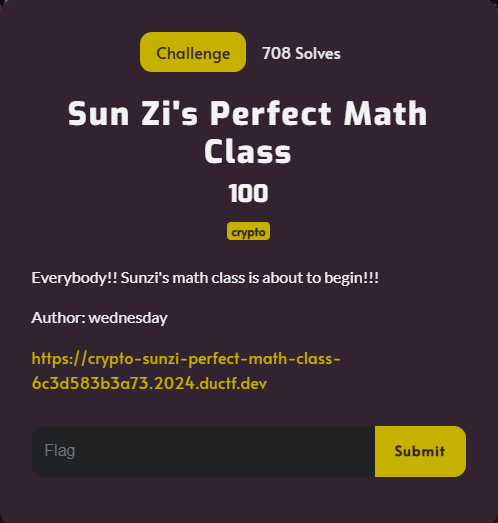 Challenge 708 Solves
Sun Zi's Perfect Math
Class
100
crypto
Everybody!! Sunzi's math class is about to begin!!!
Author: wednesday
https://crypto-sunzi-perfect-math-class-
6c3d583b3a73.2024.ductf.dev
Flag Submit